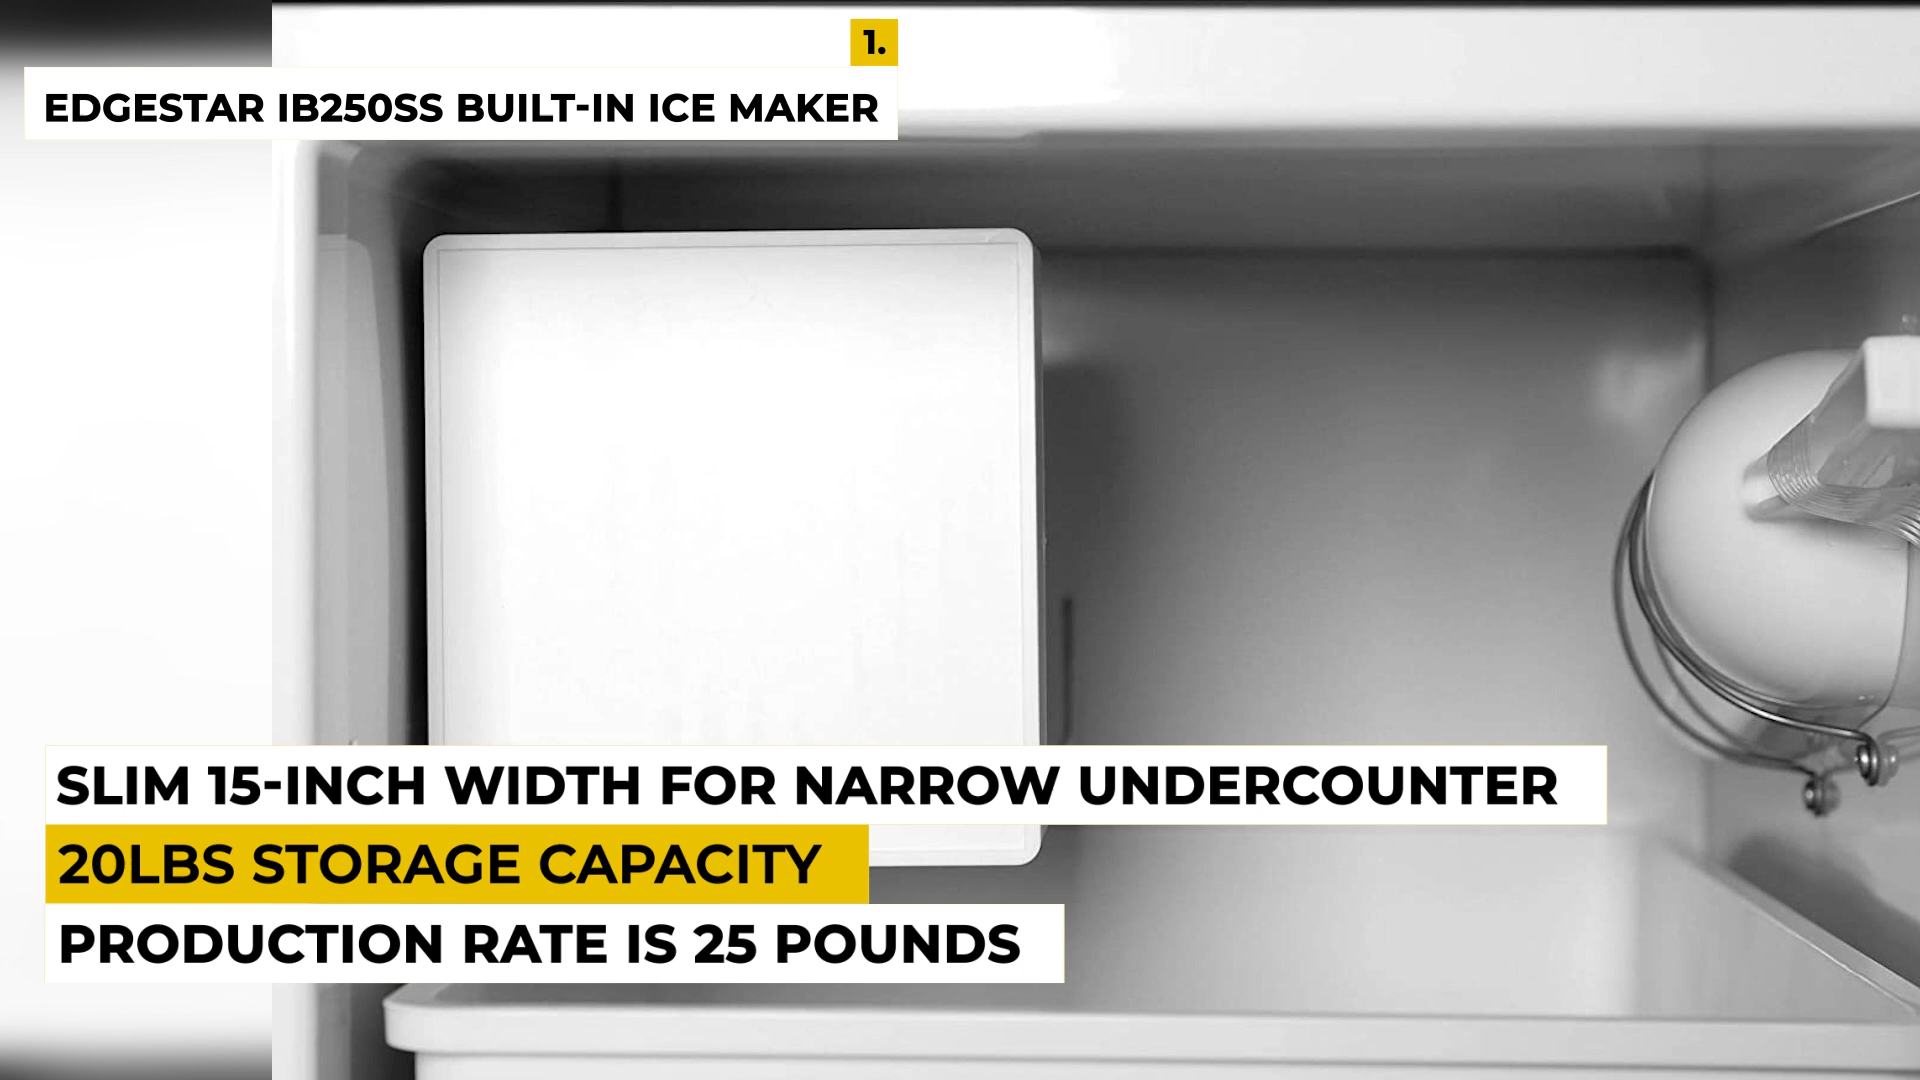 1.
EDGESTAR IB250SS BUILT-IN ICE MAKER
SLIM 15-INCH WIDTH FOR NARROW UNDERCOUNTER
20LBS STORAGE CAPACITY
PRODUCTION RATE IS 25 POUNDS